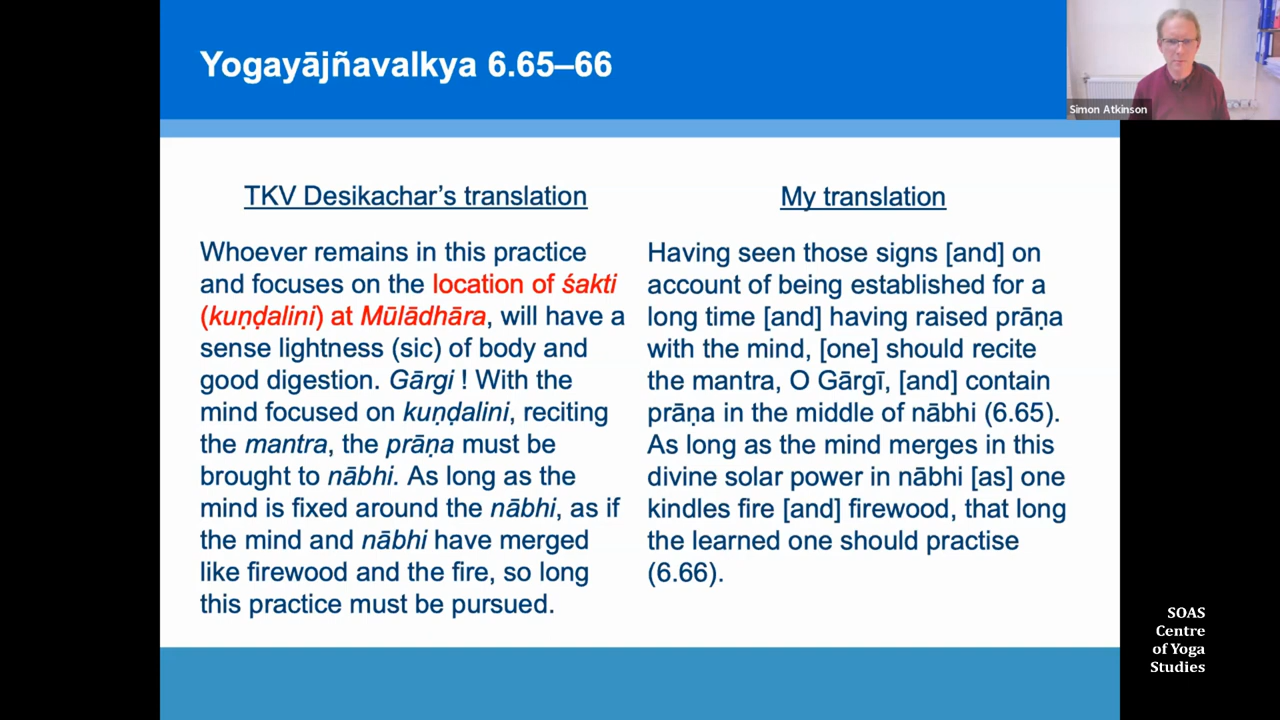 Yogayājñavalkya 6.65–66
Simon Atkinson
TKV Desikachar’s translation
Whoever remains in this practice
and focuses on the location of śakti
(kuṇḍalini) at Mūlādhāra, will have a
sense lightness (sic) of body and
good digestion. Gārgi ! With the
mind focused on kuṇḍalini, reciting
the mantra, the prāṇa must be
brought to nābhi. As long as the
mind is fixed around the nābhi, as if
the mind and nābhi have merged
like firewood and the fire, so long
this practice must be pursued.
My translation
Having seen those signs [and] on
account of being established for a
long time [and] having raised prāṇa
with the mind, [one] should recite
the mantra, O Gārgī, [and] contain
prāṇa in the middle of nābhi (6.65).
As long as the mind merges in this
divine solar power in nābhi [as] one
kindles fire [and] firewood, that long
the learned one should practise
(6.66).
SOAS
Centre
of Yoga
Studies